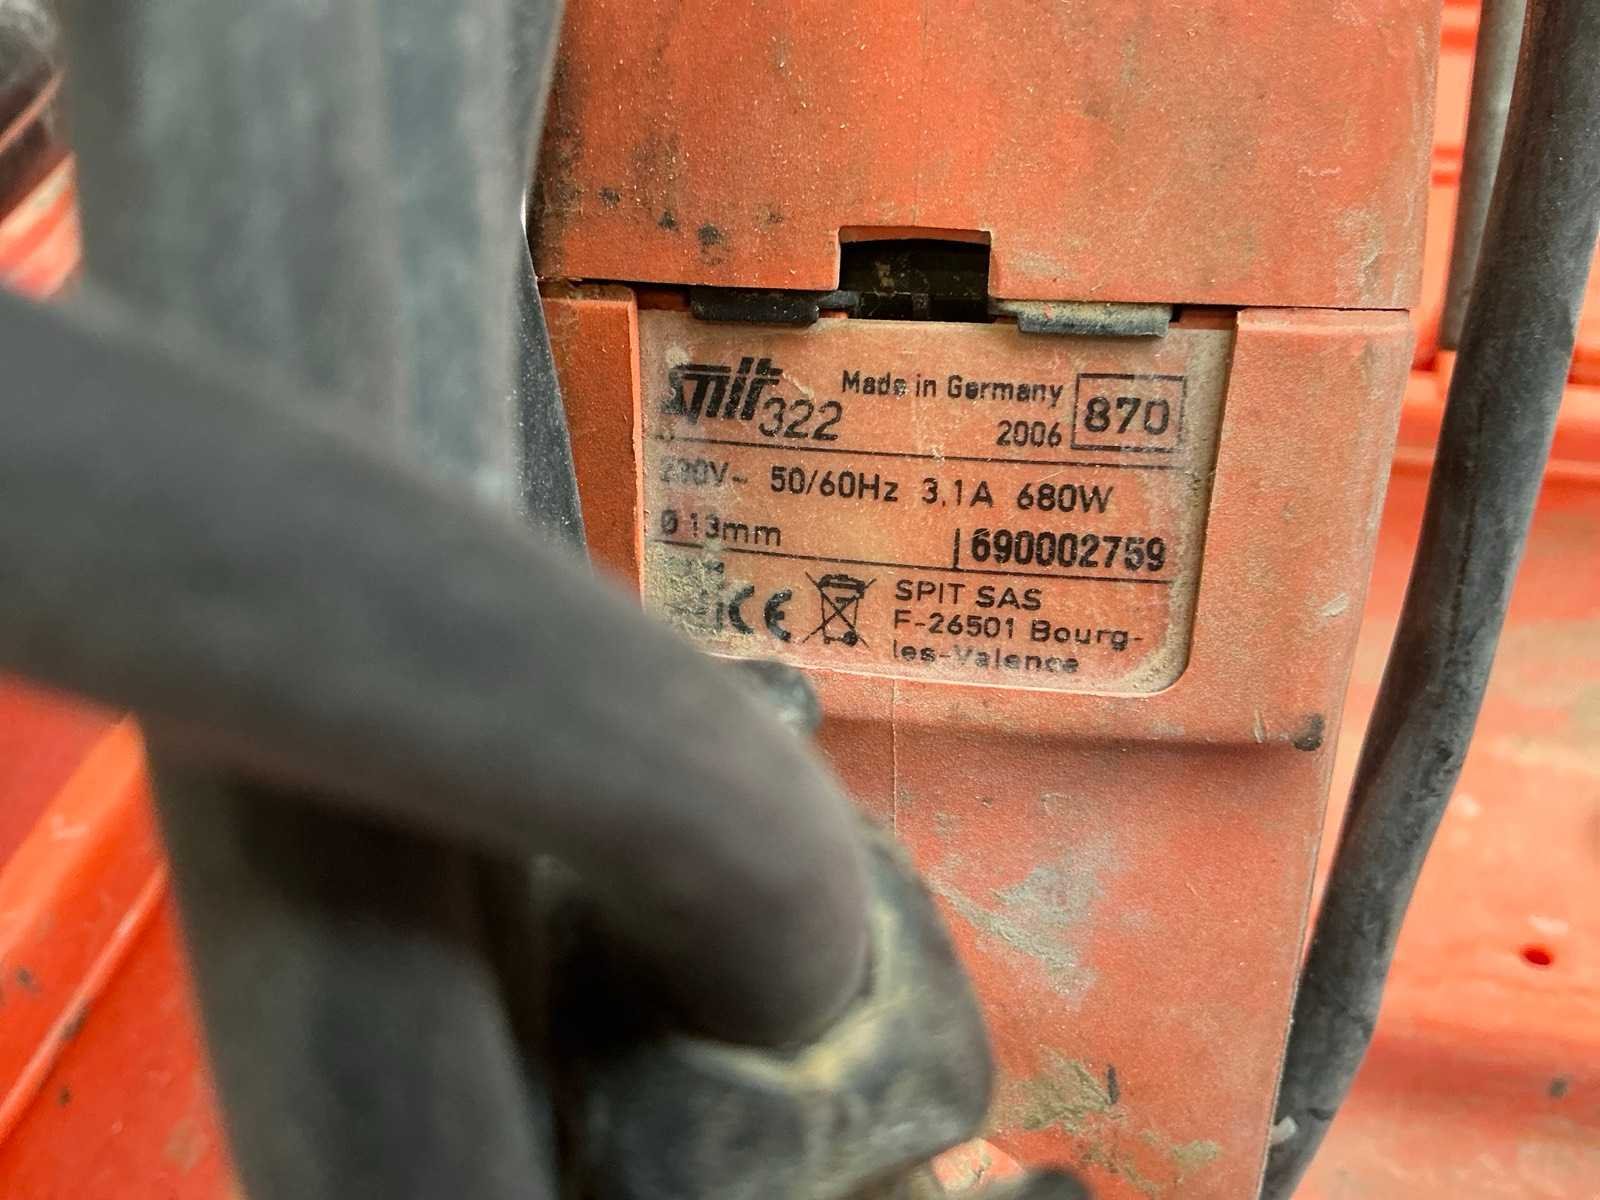 SPIT 322
Made in Germany
2006
870
230V~ 50/60Hz 3,1A 680W
Ø 13mm
690002759
CE
SPIT SAS
F-26501 Bourg-
les-Valence